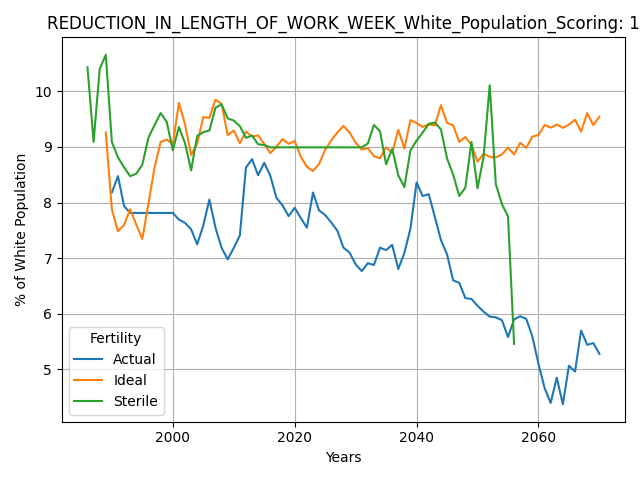 REDUCTION_IN_LENGTH_OF_WORK_WEEK_White_Population_Scoring: 1
% of White Population
10
9
8
7
6
5
Fertility
Actual
Ideal
Sterile
2000
2020
2040
2060
Years